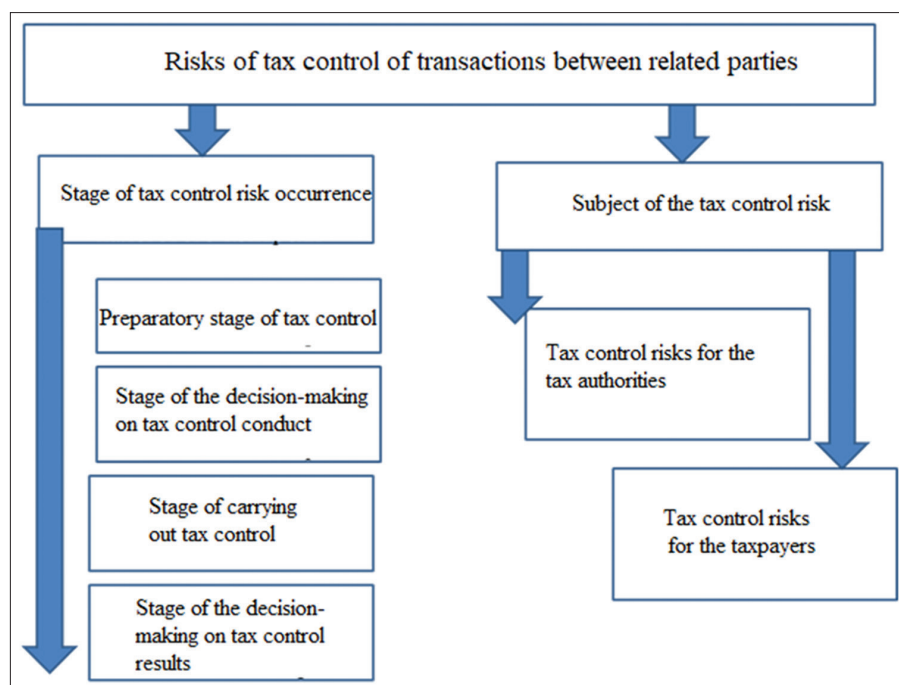 Risks of tax control of transactions between related parties
Stage of tax control risk occurrence
Preparatory stage of tax control
Stage of the decision-making
on tax control conduct
Stage of carrying
out tax control
Stage of the decision-
making on tax control
results
Subject of the tax control risk
Tax control risks for the
tax authorities
Tax control risks
for the taxpayers